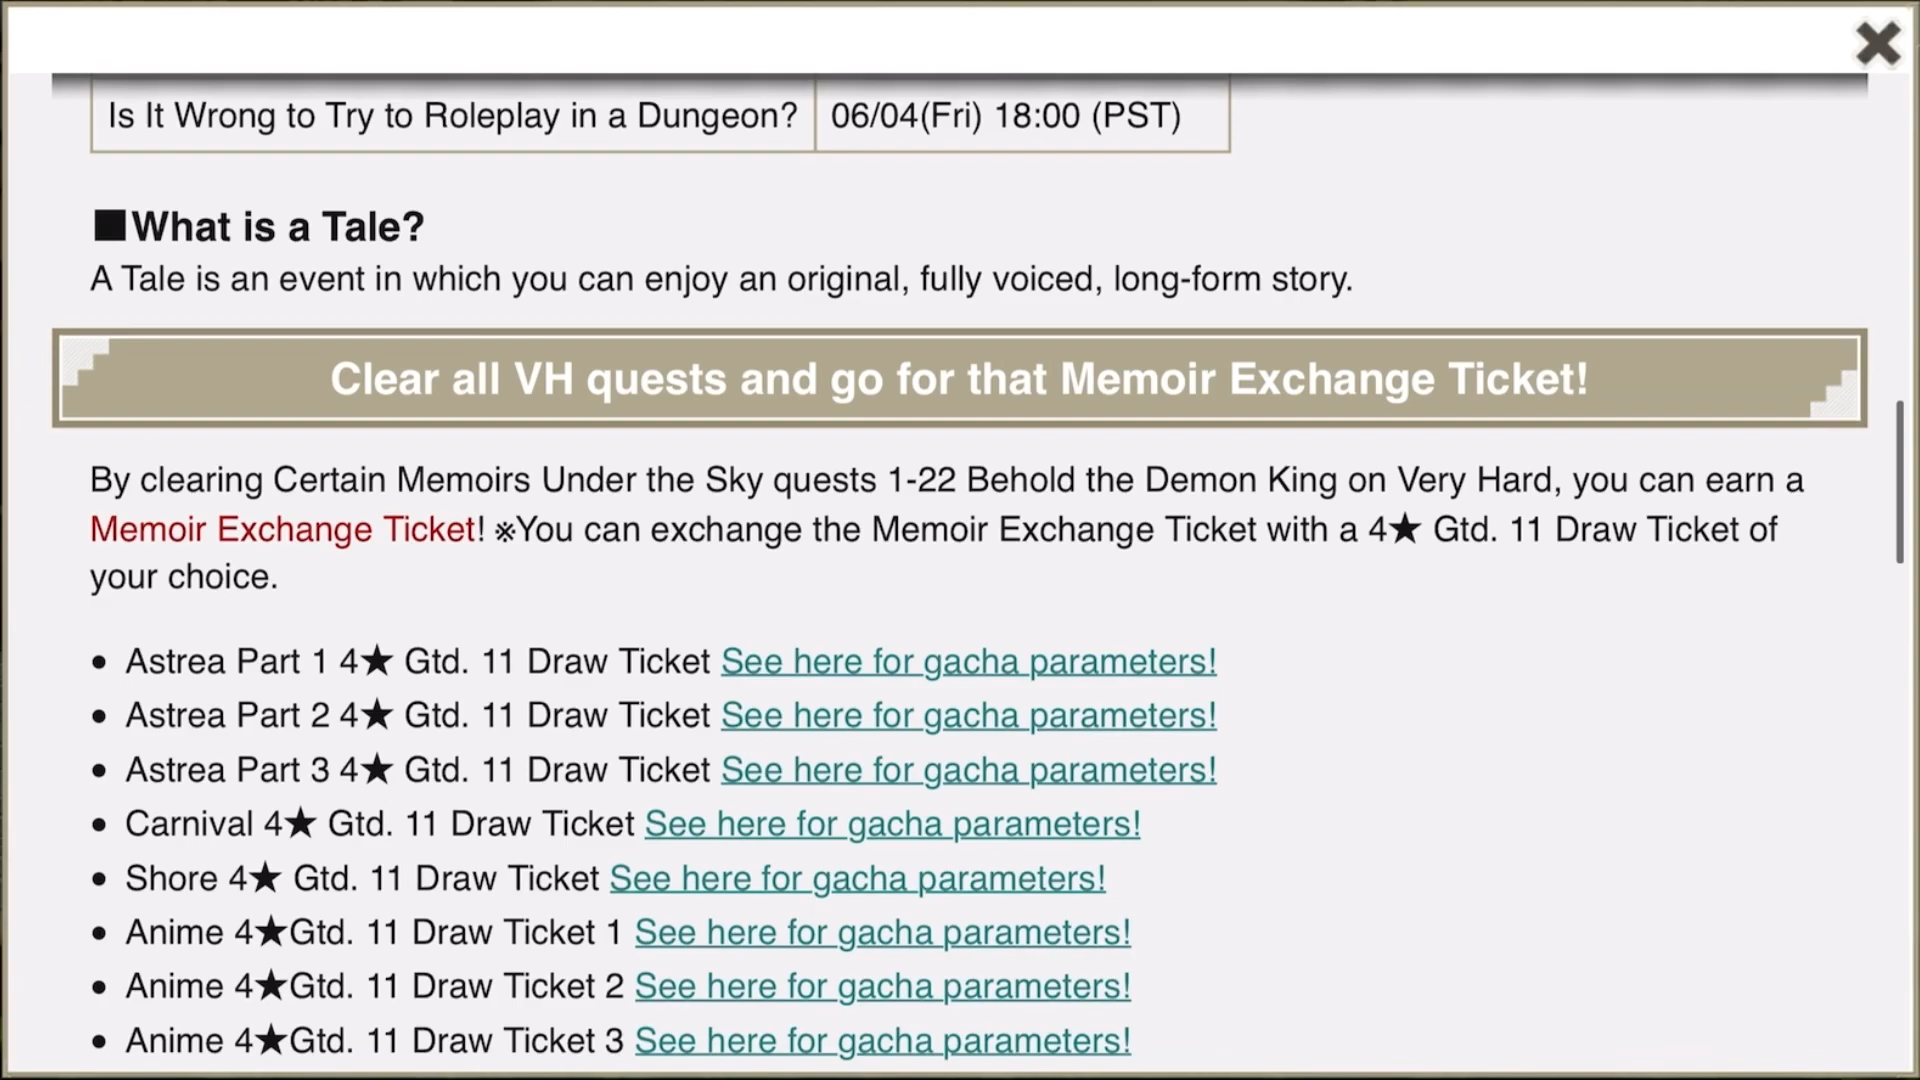 Is It Wrong to Try to Roleplay in a Dungeon? 06/04(Fri) 18:00 (PST)
■What is a Tale?
A Tale is an event in which you can enjoy an original, fully voiced, long-form story.
Clear all VH quests and go for that Memoir Exchange Ticket!
By clearing Certain Memoirs Under the Sky quests 1-22 Behold the Demon King on Very Hard, you can earn a
Memoir Exchange Ticket! ※You can exchange the Memoir Exchange Ticket with a 4★ Gtd. 11 Draw Ticket of
your choice.
• Astrea Part 1 4★ Gtd. 11 Draw Ticket See here for gacha parameters!
• Astrea Part 2 4★ Gtd. 11 Draw Ticket See here for gacha parameters!
• Astrea Part 3 4★ Gtd. 11 Draw Ticket See here for gacha parameters!
• Carnival 4★ Gtd. 11 Draw Ticket See here for gacha parameters!
• Shore 4★ Gtd. 11 Draw Ticket See here for gacha parameters!
• Anime 4★Gtd. 11 Draw Ticket 1 See here for gacha parameters!
• Anime 4★Gtd. 11 Draw Ticket 2 See here for gacha parameters!
• Anime 4★Gtd. 11 Draw Ticket 3 See here for gacha parameters!